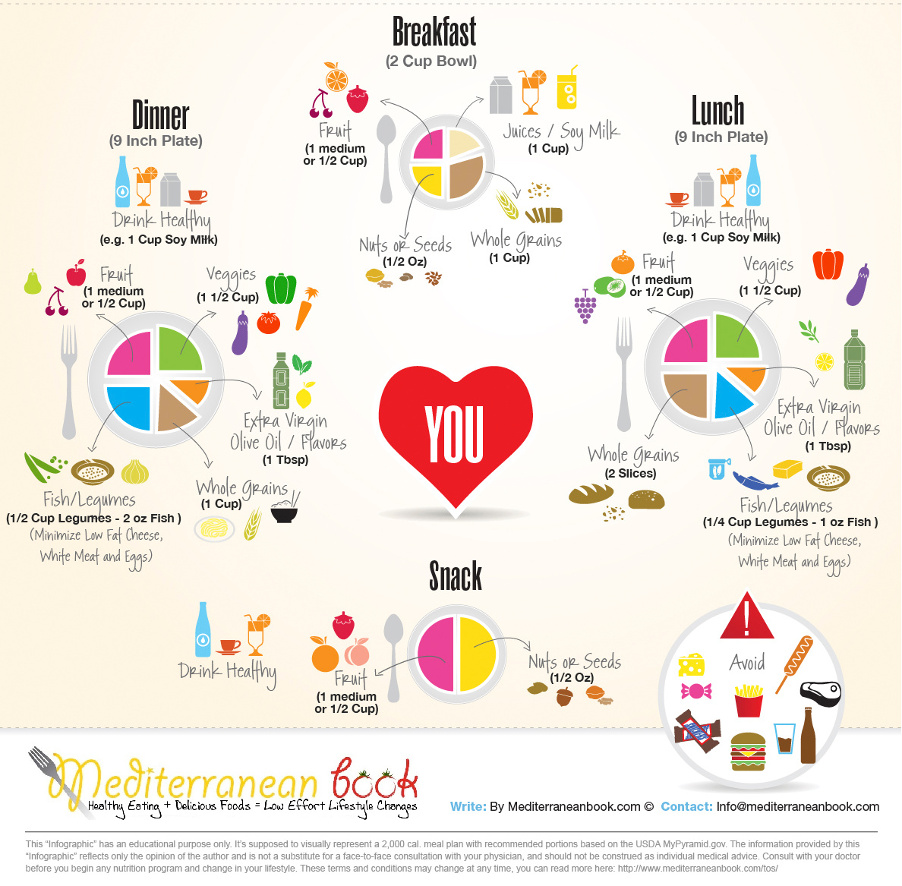 Breakfast
(2 Cup Bowl)
Fruit
(1 medium
or 1/2 Cup)
Juices / Soy Milk
(1 Cup)
Nuts or Seeds
(1/2 Oz)
Whole Grains
(1 Cup)
Dinner
(9 Inch Plate)
Drink Healthy
(e.g. 1 Cup Soy Milk)
Fruit
(1 medium
or 1/2 Cup)
Veggies
(1 1/2 Cup)
Extra Virgin
Olive Oil / Flavors
(1 Tbsp)
Whole Grains
(1 Cup)
Fish/Legumes
(1/2 Cup Legumes - 2 oz Fish )
(Minimize Low Fat Cheese,
White Meat and Eggs)
YOU
Lunch
(9 Inch Plate)
Drink Healthy
(e.g. 1 Cup Soy Milk)
Fruit
(1 medium
or 1/2 Cup)
Veggies
(1 1/2 Cup)
Extra Virgin
Olive Oil / Flavors
(1 Tbsp)
Whole Grains
(2 Slices)
Fish/Legumes
(1/4 Cup Legumes - 1 oz Fish )
(Minimize Low Fat Cheese,
White Meat and Eggs)
Snack
Drink Healthy
Fruit
(1 medium
or 1/2 Cup)
Nuts or Seeds
(1/2 Oz)
!
Avoid
Mediterranean book
Healthy Eating + Delicious Foods = Low Effort Lifestyle Changes
Write: By Mediterraneanbook.com © Contact: Info@mediterraneanbook.com
This "Infographic" has an educational purpose only. It's supposed to visually represent a 2,000 cal. meal plan with recommended portions based on the USDA MyPyramid.gov. The information provided by this
"Infographic" reflects only the opinion of the author and is not a substitute for a face-to-face consultation with your physician, and should not be construed as individual medical advice. Consult with your doctor
before you begin any nutrition program and change in your lifestyle. These terms and conditions may change at any time, you can read more here: http://www.mediterraneanbook.com/tos/